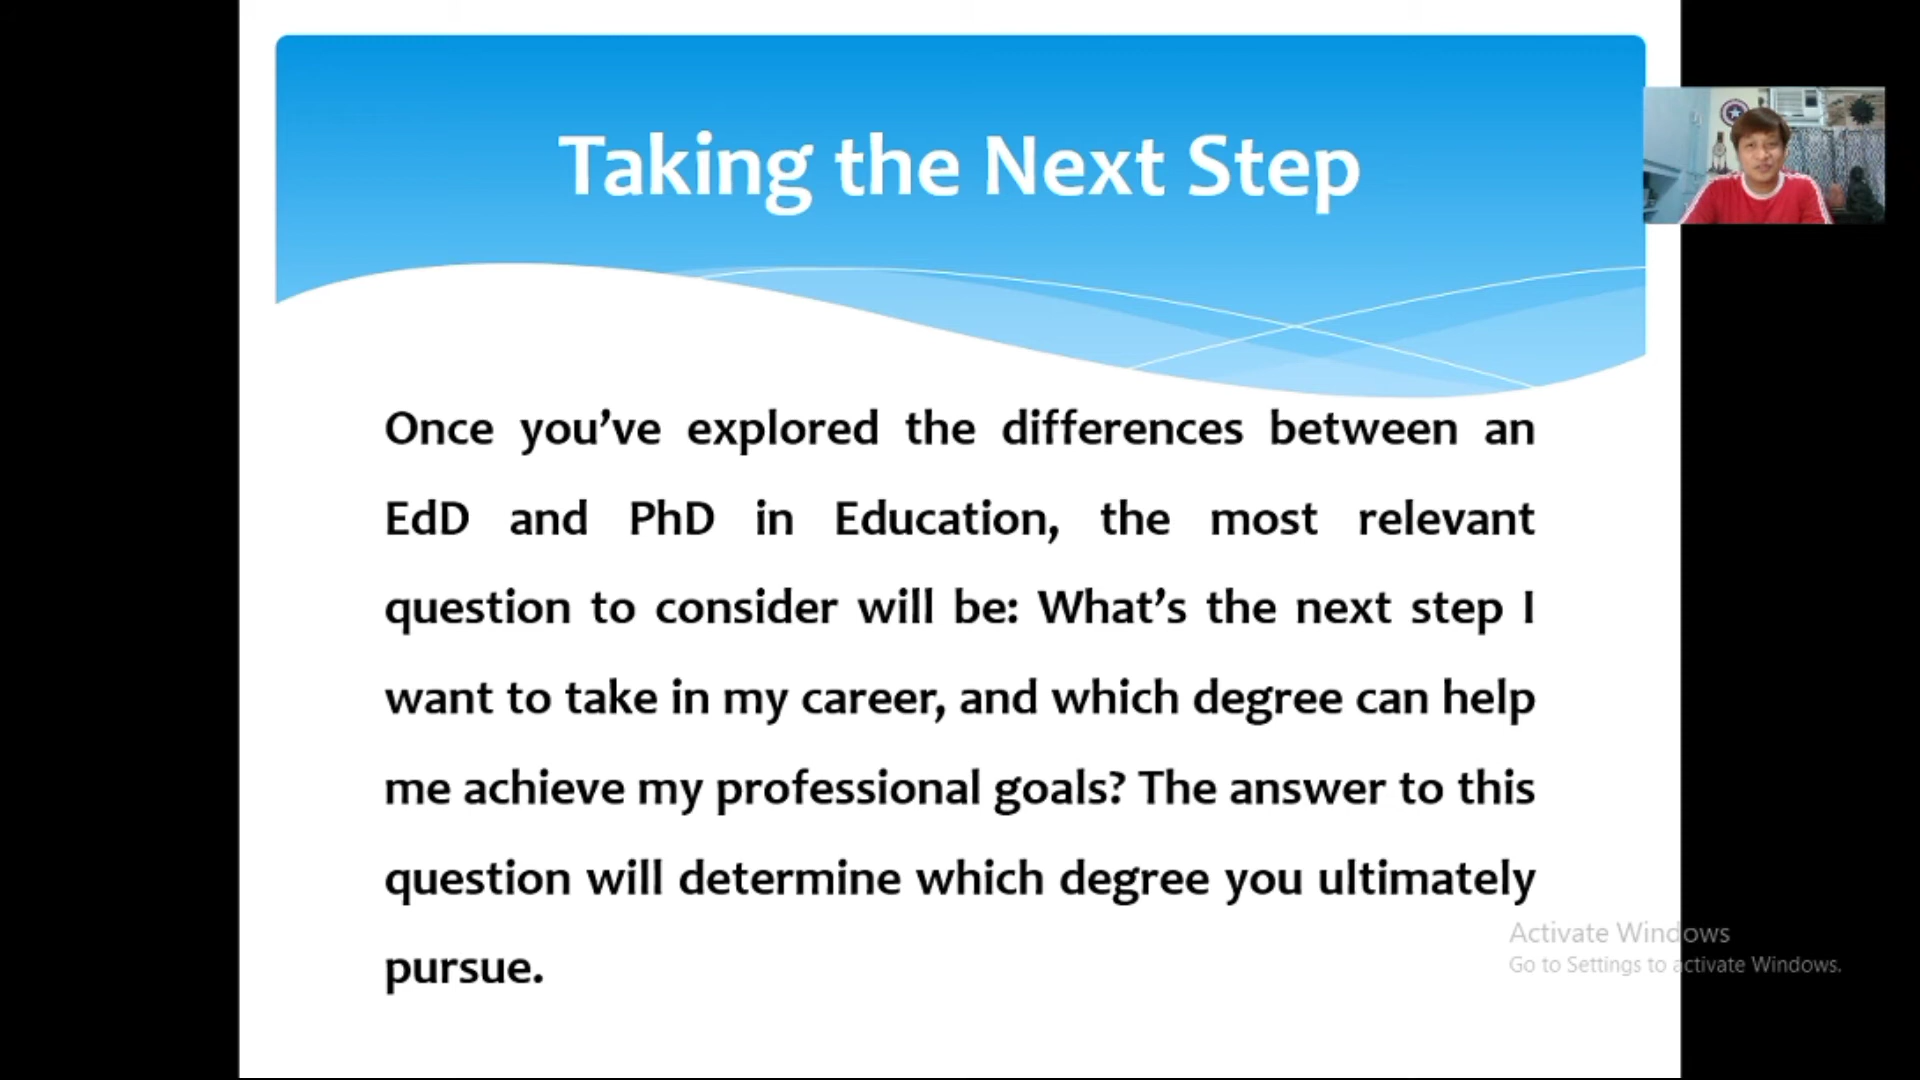 Taking the Next Step
Once you’ve explored the differences between an
EdD and PhD in Education, the most relevant
question to consider will be: What’s the next step I
want to take in my career, and which degree can help
me achieve my professional goals? The answer to this
question will determine which degree you ultimately
pursue.
Activate Windows
Go to Settings to activate Windows.